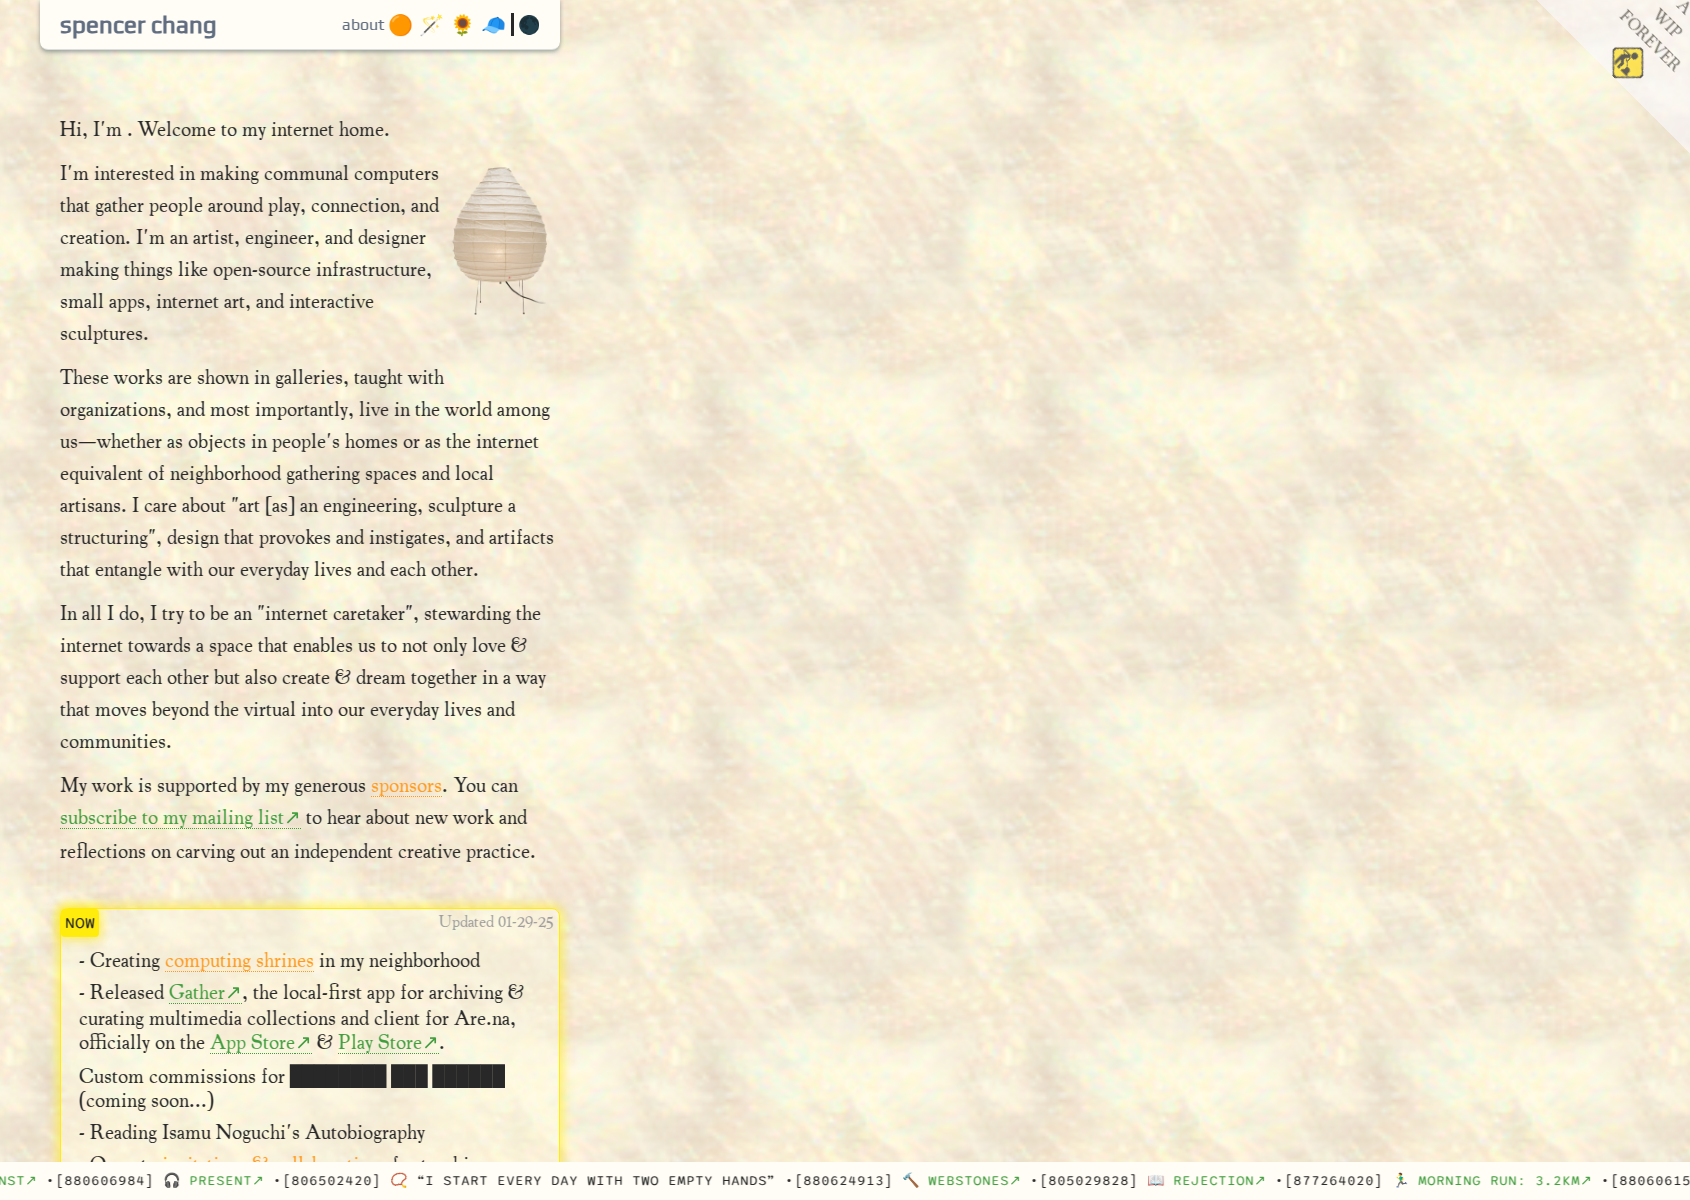 spencer chang
about
A
WIP
FOREVER
Hi, I'm . Welcome to my internet home.
I'm interested in making communal computers
that gather people around play, connection, and
creation. I'm an artist, engineer, and designer
making things like open-source infrastructure,
small apps, internet art, and interactive
sculptures.
These works are shown in galleries, taught with
organizations, and most importantly, live in the world among
us—whether as objects in people's homes or as the internet
equivalent of neighborhood gathering spaces and local
artisans. I care about "art [as] an engineering, sculpture a
structuring", design that provokes and instigates, and artifacts
that entangle with our everyday lives and each other.
In all I do, I try to be an "internet caretaker", stewarding the
internet towards a space that enables us to not only love &
support each other but also create & dream together in a way
that moves beyond the virtual into our everyday lives and
communities.
My work is supported by my generous sponsors. You can
subscribe to my mailing list↗ to hear about new work and
reflections on carving out an independent creative practice.
NOW
Updated 01-29-25
- Creating computing shrines in my neighborhood
- Released Gather↗, the local-first app for archiving &
curating multimedia collections and client for Are.na,
officially on the App Store↗ & Play Store↗.
Custom commissions for ████████ ███ ██████
(coming soon...)
- Reading Isamu Noguchi's Autobiography
NST↗ •[880606984] 🎧 PRESENT↗ •[806502420] 📿 “I START EVERY DAY WITH TWO EMPTY HANDS” •[880624913] 🔨 WEBSTONES↗ •[805029828] 📖 REJECTION↗ •[877264020] 🏃 MORNING RUN: 3.2KM↗ •[88060615